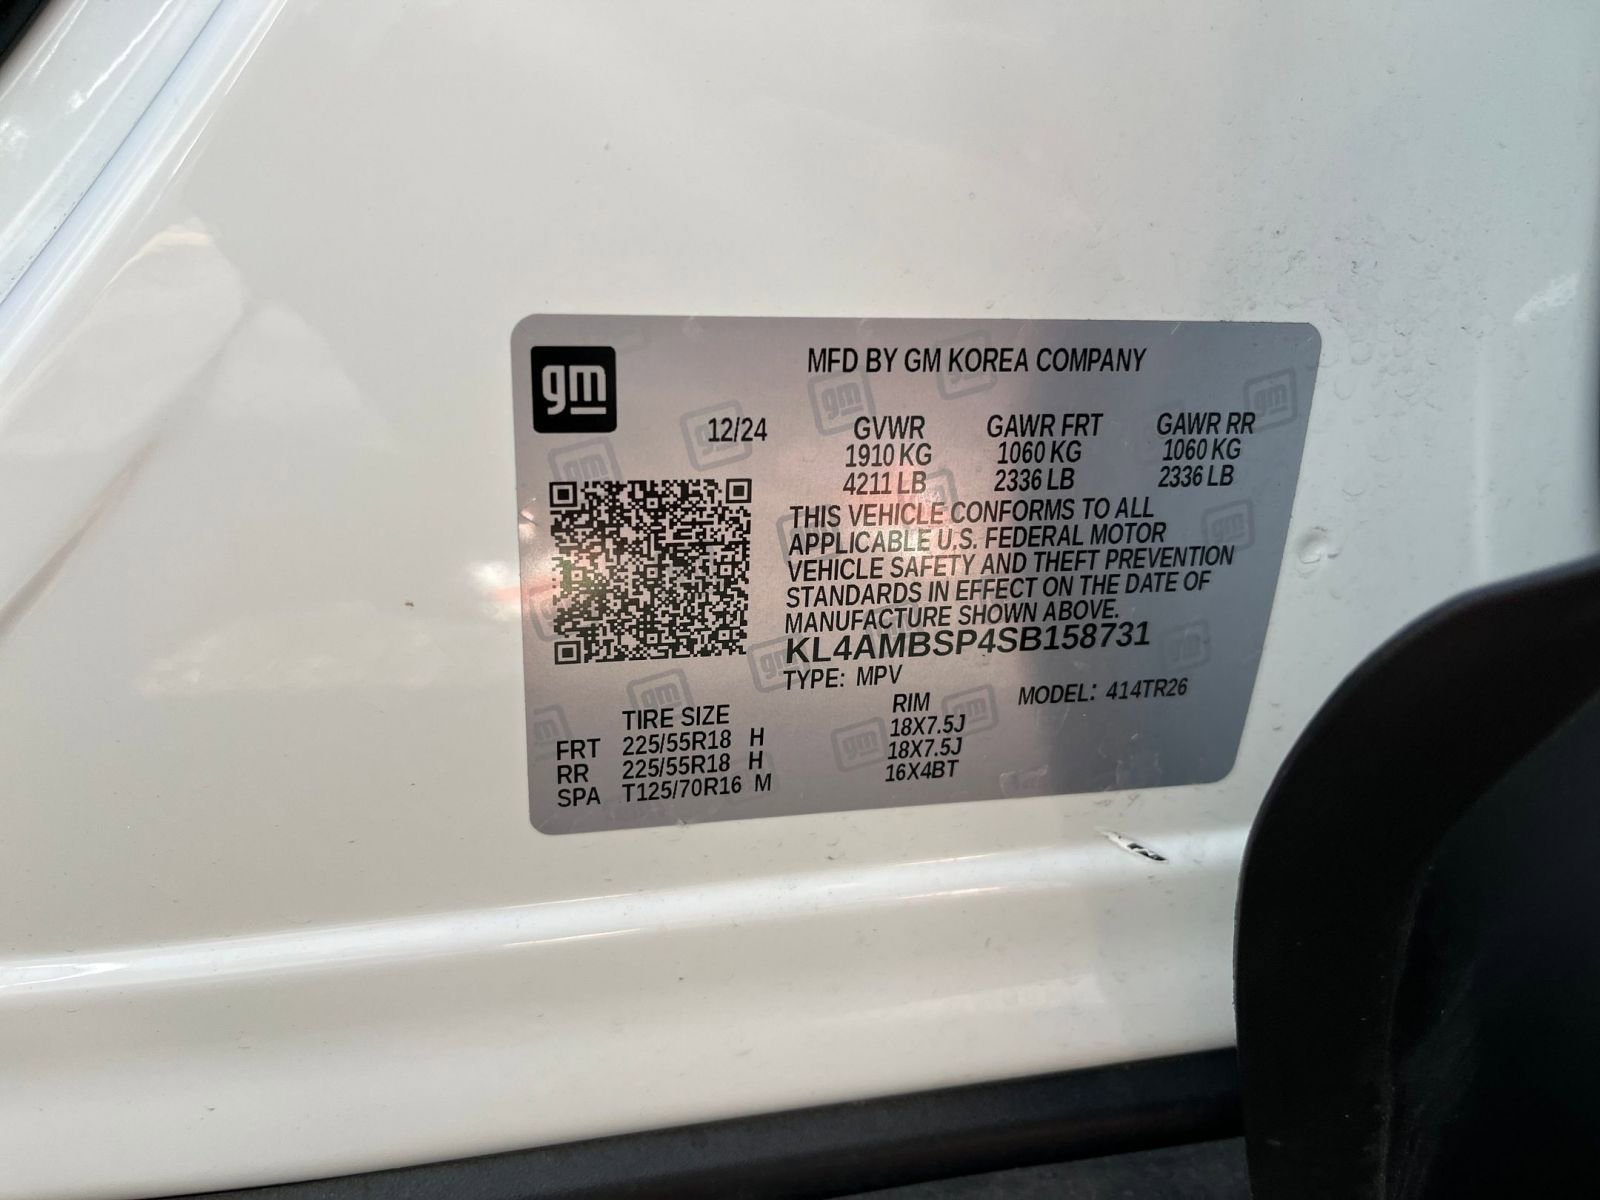 gm
MFD BY GM KOREA COMPANY
12/24 GVWR GAWR FRT GAWR RR
1910 KG 1060 KG 1060 KG
4211 LB 2336 LB 2336 LB
THIS VEHICLE CONFORMS TO ALL
APPLICABLE U.S. FEDERAL MOTOR
VEHICLE SAFETY AND THEFT PREVENTION
STANDARDS IN EFFECT ON THE DATE OF
MANUFACTURE SHOWN ABOVE.
KL4AMBSP4SB158731
TYPE: MPV
MODEL: 414TR26
TIRE SIZE RIM
FRT 225/55R18 H 18X7.5J
RR 225/55R18 H 18X7.5J
SPA T125/70R16 M 16X4BT